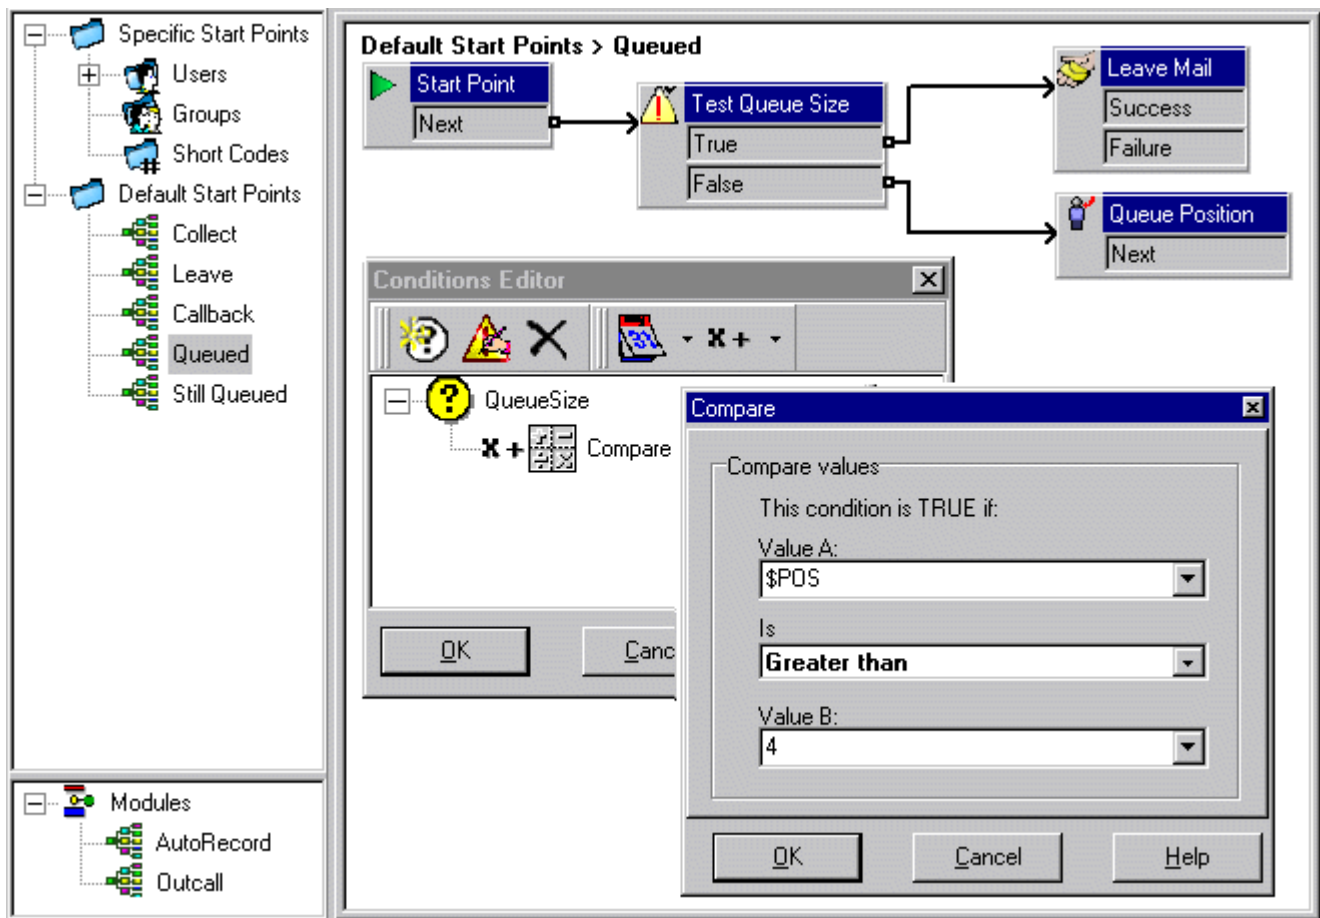 Specific Start Points
Users
Groups
Short Codes
Default Start Points
Collect
Leave
Callback
Queued
Still Queued
Modules
AutoRecord
Outcall
Default Start Points > Queued
Start Point
Next
Test Queue Size
True
False
Leave Mail
Success
Failure
Queue Position
Next
Conditions Editor
QueueSize
Compare
OK
Canc
Compare
Compare values
This condition is TRUE if:
Value A:
$POS
Is
Greater than
Value B:
4
OK
Cancel
Help